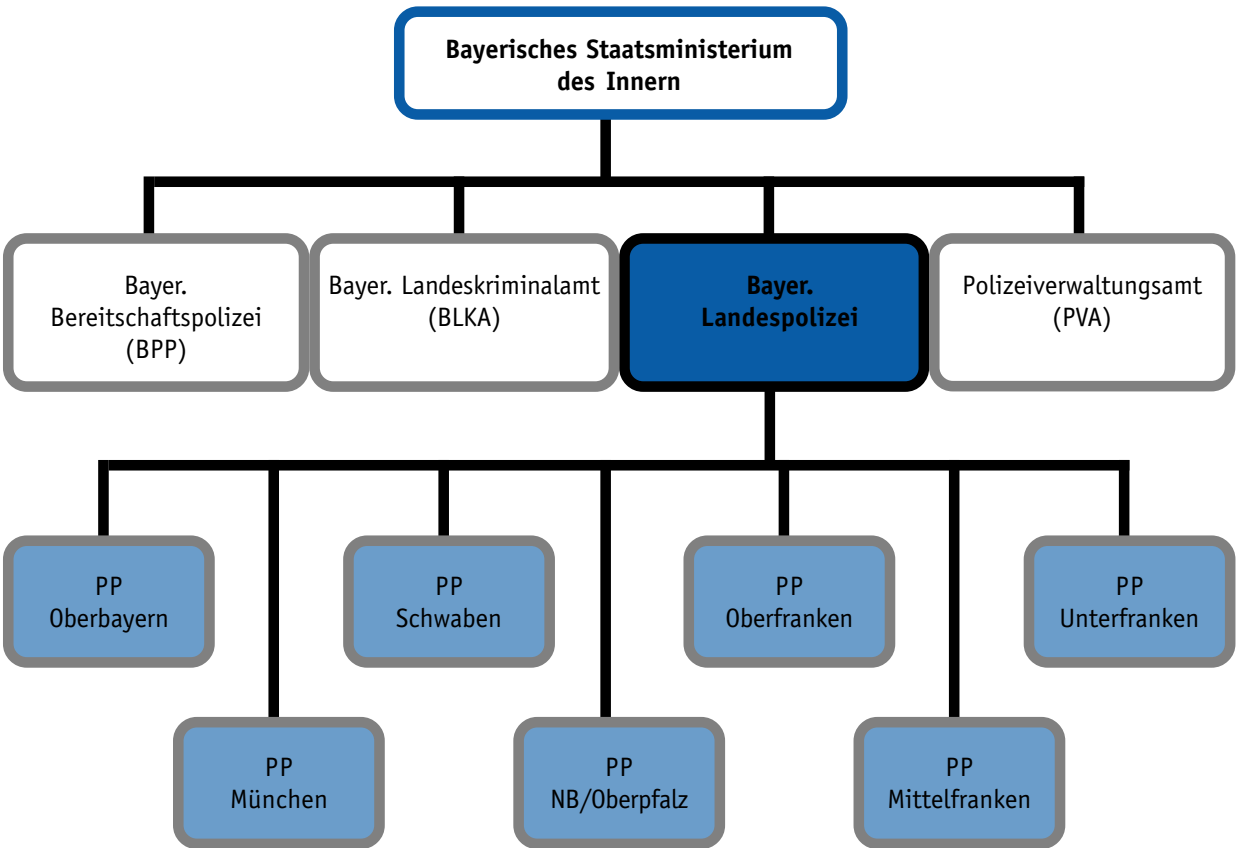 Bayerisches Staatsministerium
des Innern
Bayer.
Bereitschaftspolizei
(BPP)
Bayer. Landeskriminalamt
(BLKA)
Bayer.
Landespolizei
Polizeiverwaltungsamt
(PVA)
PP
Oberbayern
PP
Schwaben
PP
Oberfranken
PP
Unterfranken
PP
München
PP
NB/Oberpfalz
PP
Mittelfranken